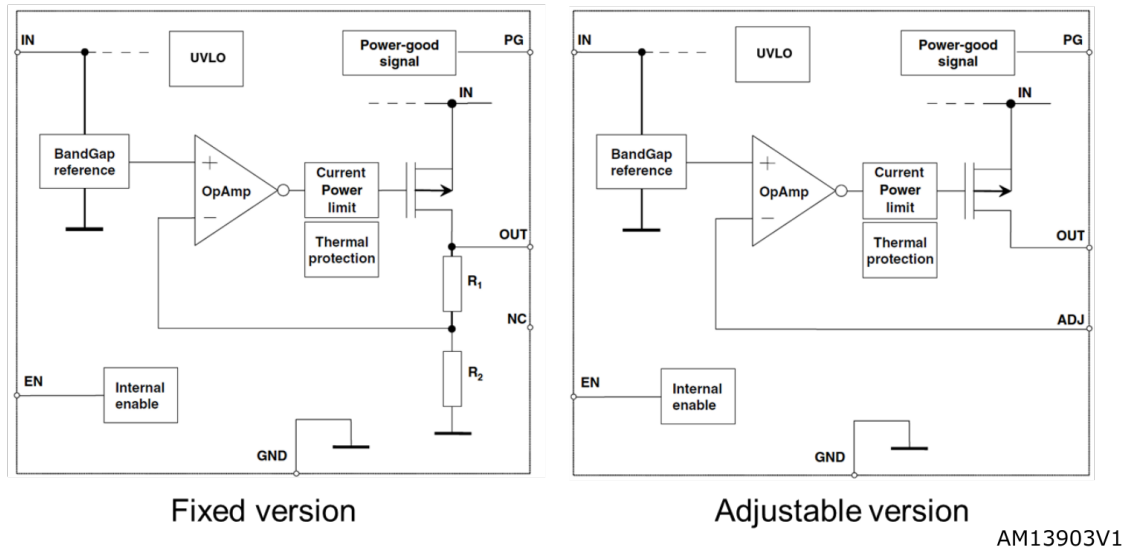 IN
UVLO
Power-good
signal
PG
IN
BandGap
reference
+
OpAmp
−
Current
Power
limit
Thermal
protection
OUT
R1
NC
R2
EN
Internal
enable
GND
Fixed version
IN
UVLO
Power-good
signal
PG
IN
BandGap
reference
+
OpAmp
−
Current
Power
limit
Thermal
protection
OUT
ADJ
EN
Internal
enable
GND
Adjustable version
AM13903V1